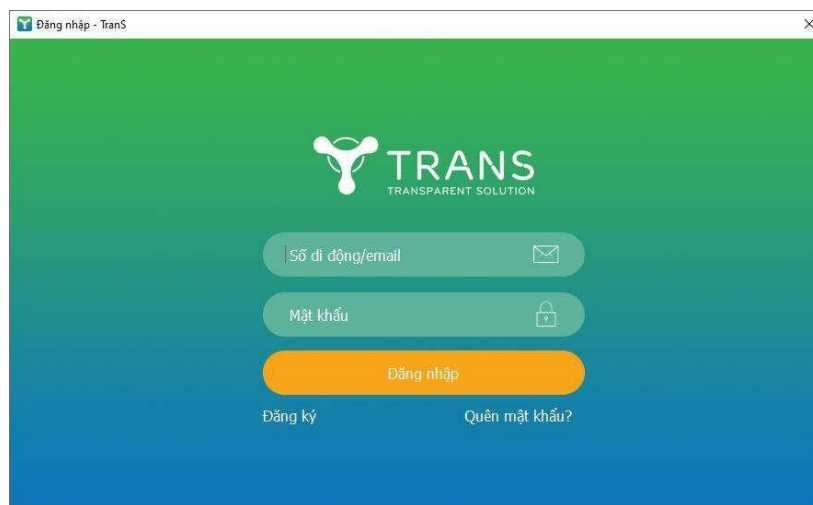 Đăng nhập - TranS
TRANS
TRANSPARENT SOLUTION
Số di động/email
Mật khẩu
Đăng nhập
Đăng ký
Quên mật khẩu?